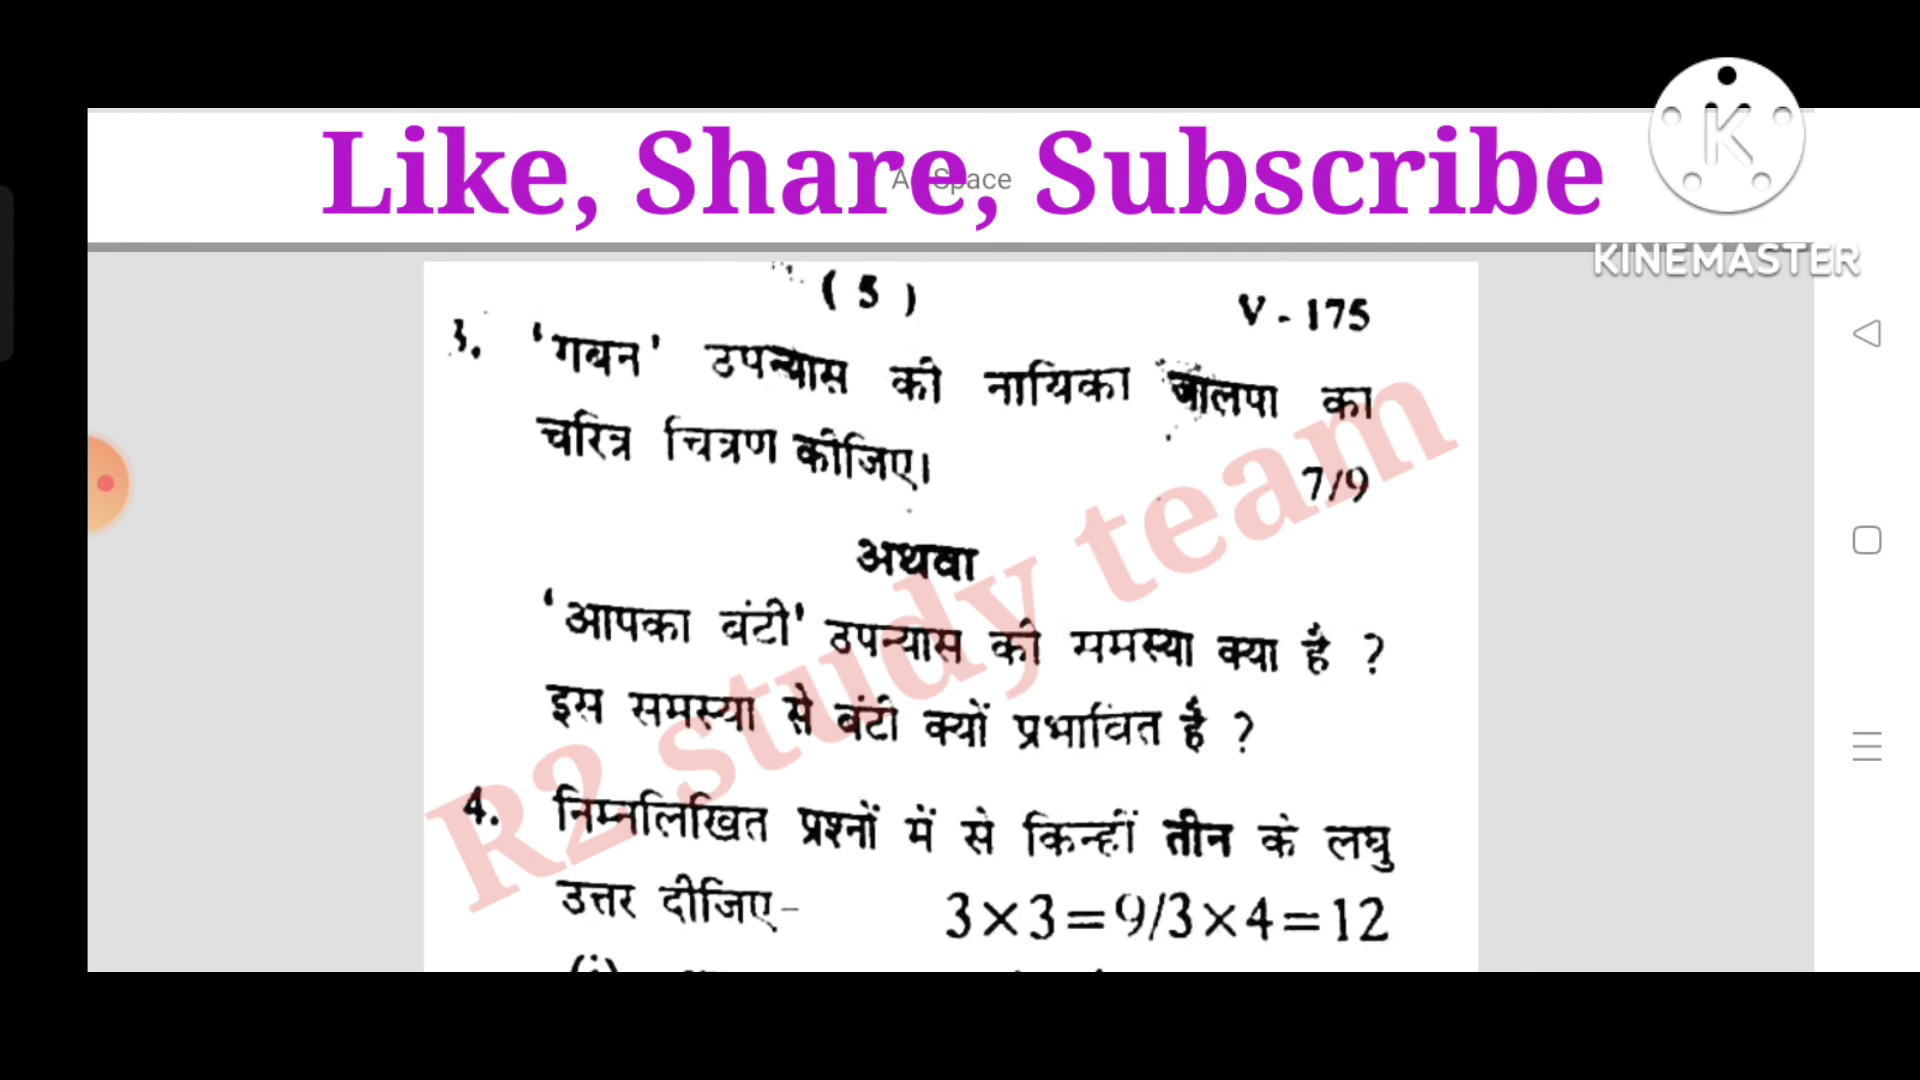 Like, Share, Subscribe
KINEMASTER
( 5 )
V - 175
3. 'गबन' उपन्यास की नायिका जालपा का
चरित्र चित्रण कीजिए।
7/9
अथवा
'आपका बंटी' उपन्यास की समस्या क्या है ?
इस समस्या से बंटी क्यों प्रभावित है ?
4. निम्नलिखित प्रश्नों में से किन्हीं तीन के लघु
उत्तर दीजिए- 3×3=9/3×4=12
R2 study team